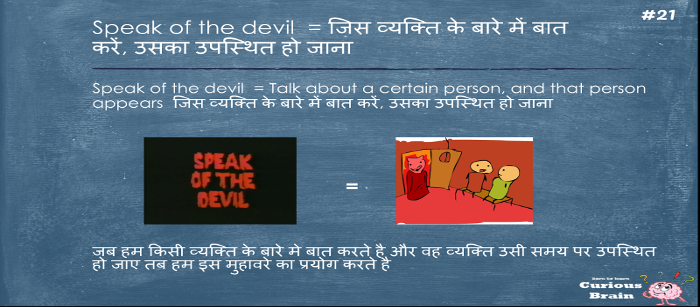 #21
Speak of the devil = जिस व्यक्ति के बारे में बात
करें, उसका उपस्थित हो जाना
Speak of the devil = Talk about a certain person, and that person
appears जिस व्यक्ति के बारे में बात करें, उसका उपस्थित हो जाना
SPEAK
OF THE
DEVIL
=
जब हम किसी व्यक्ति के बारे मे बात करते है और वह व्यक्ति उसी समय पर उपस्थित
हो जाए तब हम इस मुहावरे का प्रयोग करते है
born to learn
Curious
Brain